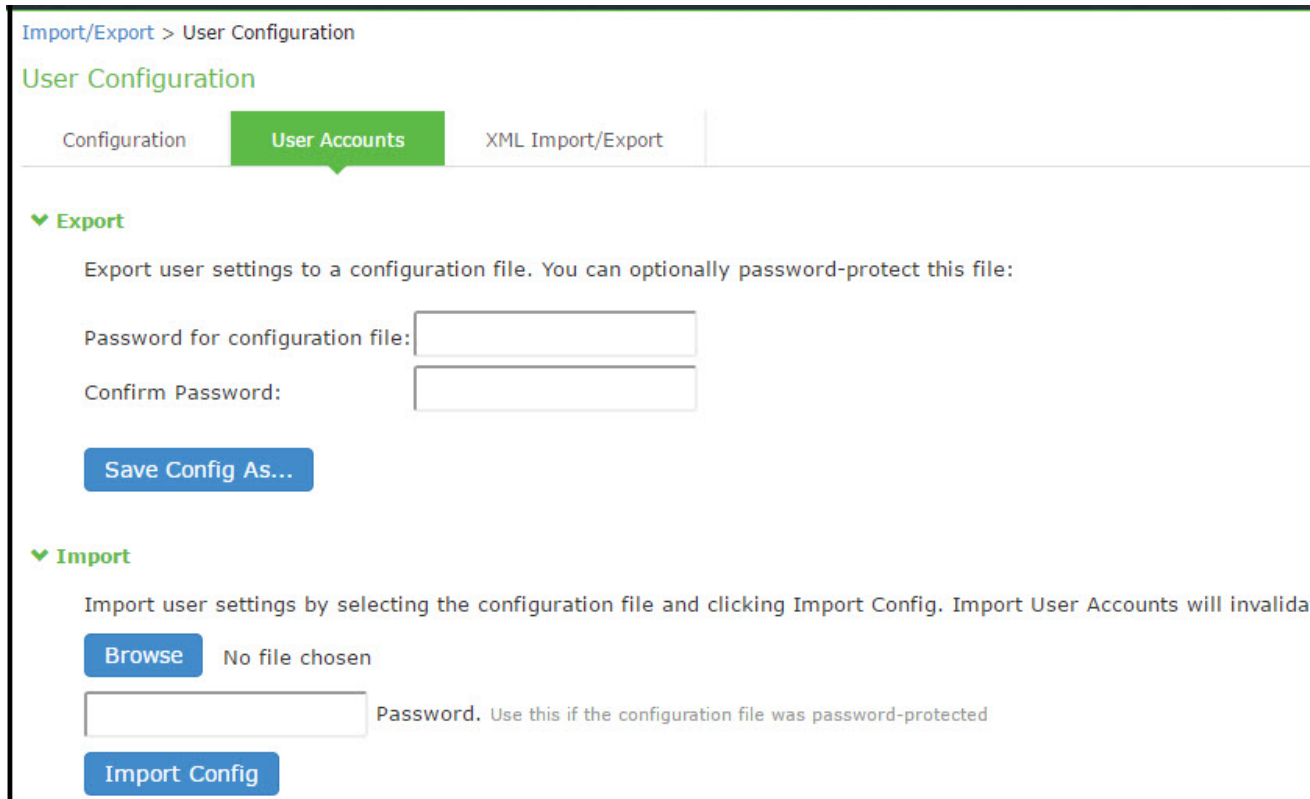 Import/Export > User Configuration
User Configuration
Configuration User Accounts XML Import/Export
Export
Export user settings to a configuration file. You can optionally password-protect this file:
Password for configuration file:
Confirm Password:
Save Config As...
Import
Import user settings by selecting the configuration file and clicking Import Config. Import User Accounts will invalida
Browse No file chosen
Password. Use this if the configuration file was password-protected
Import Config